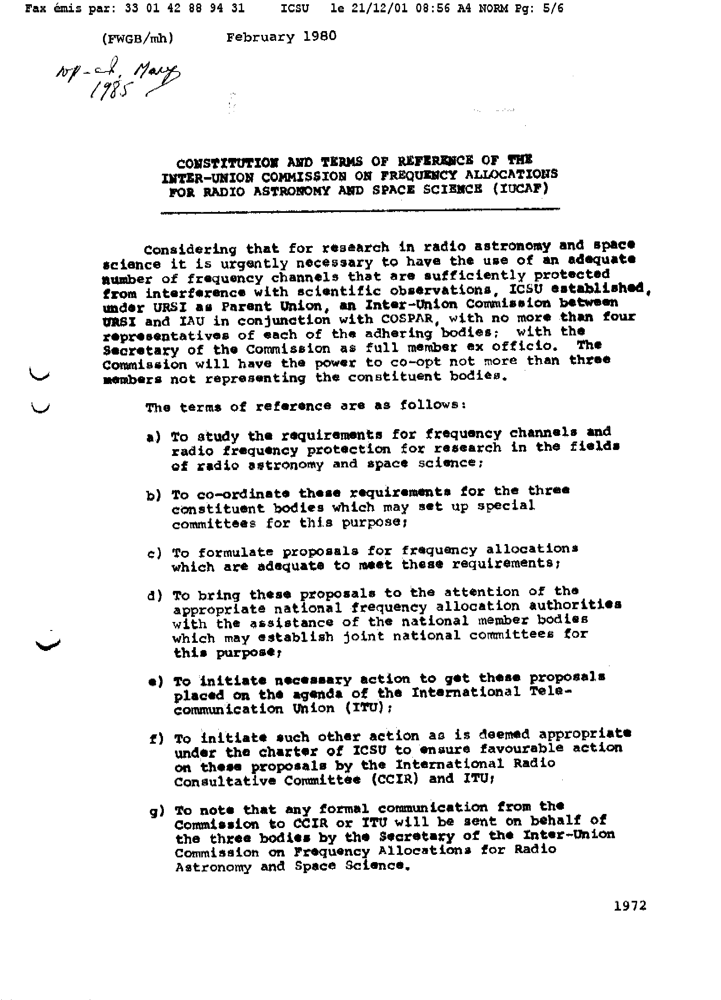 Fax émis par: 33 01 42 88 94 31 ICSU le 21/12/01 08:56 A4 NORM Pg: 5/6
(FWGB/mh) February 1980
Mary
1985
CONSTITUTION AND TERMS OF REFERENCE OF THE
INTER-UNION COMMISSION ON FREQUENCY ALLOCATIONS
FOR RADIO ASTRONOMY AND SPACE SCIENCE (IUCAF)
Considering that for research in radio astronomy and space
science it is urgently necessary to have the use of an adequate
number of frequency channels that are sufficiently protected
from interference with scientific observations, ICSU established,
under URSI as Parent Union, an Inter-Union Commission between
URSI and IAU in conjunction with COSPAR, with no more than four
representatives of each of the adhering bodies; with the
Secretary of the Commission as full member ex officio. The
Commission will have the power to co-opt not more than three
members not representing the constituent bodies.
The terms of reference are as follows:
a) To study the requirements for frequency channels and
radio frequency protection for research in the fields
of radio astronomy and space science;
b) To co-ordinate these requirements for the three
constituent bodies which may set up special
committees for this purpose;
c) To formulate proposals for frequency allocations
which are adequate to meet these requirements;
d) To bring these proposals to the attention of the
appropriate national frequency allocation authorities
with the assistance of the national member bodies
which may establish joint national committees for
this purpose;
e) To initiate necessary action to get these proposals
placed on the agenda of the International Tele-
communication Union (ITU);
f) To initiate such other action as is deemed appropriate
under the charter of ICSU to ensure favourable action
on these proposals by the International Radio
Consultative Committee (CCIR) and ITU;
g) To note that any formal communication from the
Commission to CCIR or ITU will be sent on behalf of
the three bodies by the Secretary of the Inter-Union
Commission on Frequency Allocations for Radio
Astronomy and Space Science.
1972